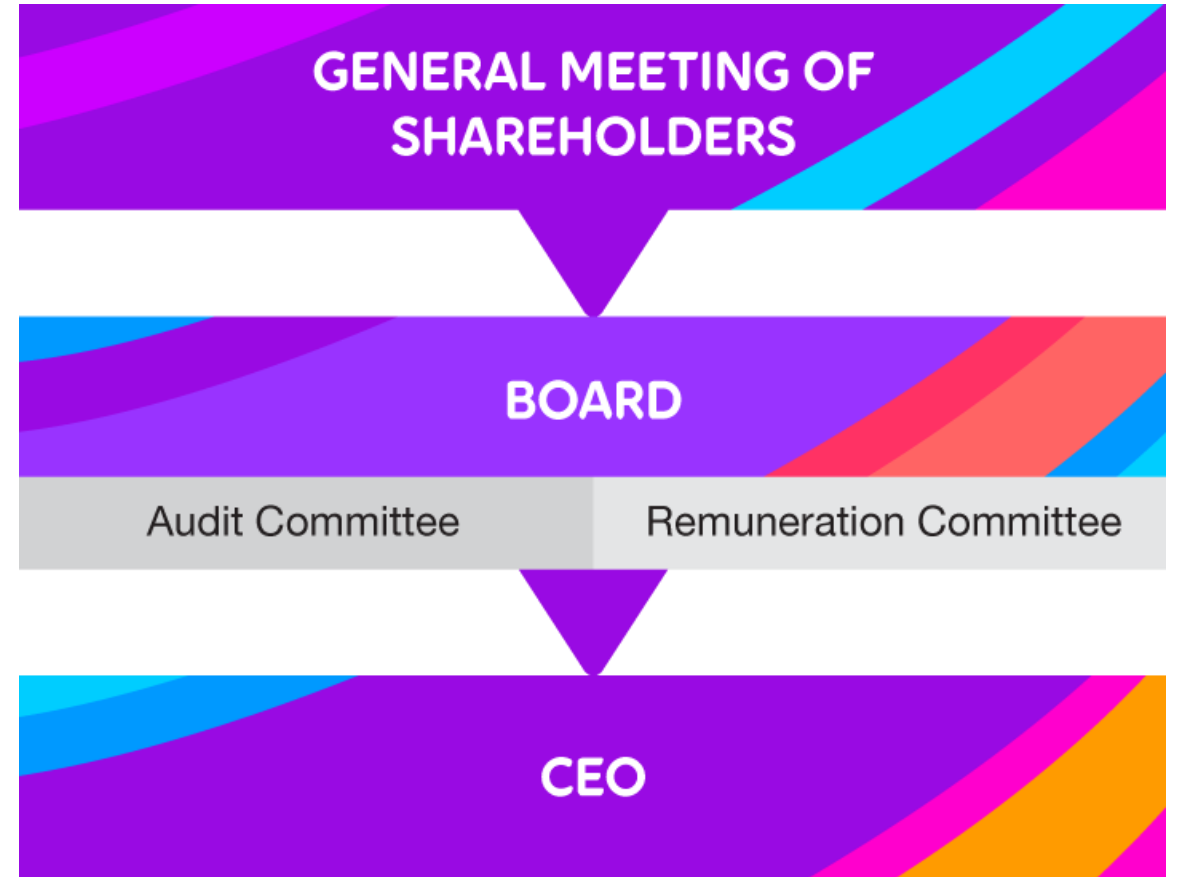 GENERAL MEETING OF
SHAREHOLDERS
BOARD
Audit Committee
Remuneration Committee
CEO